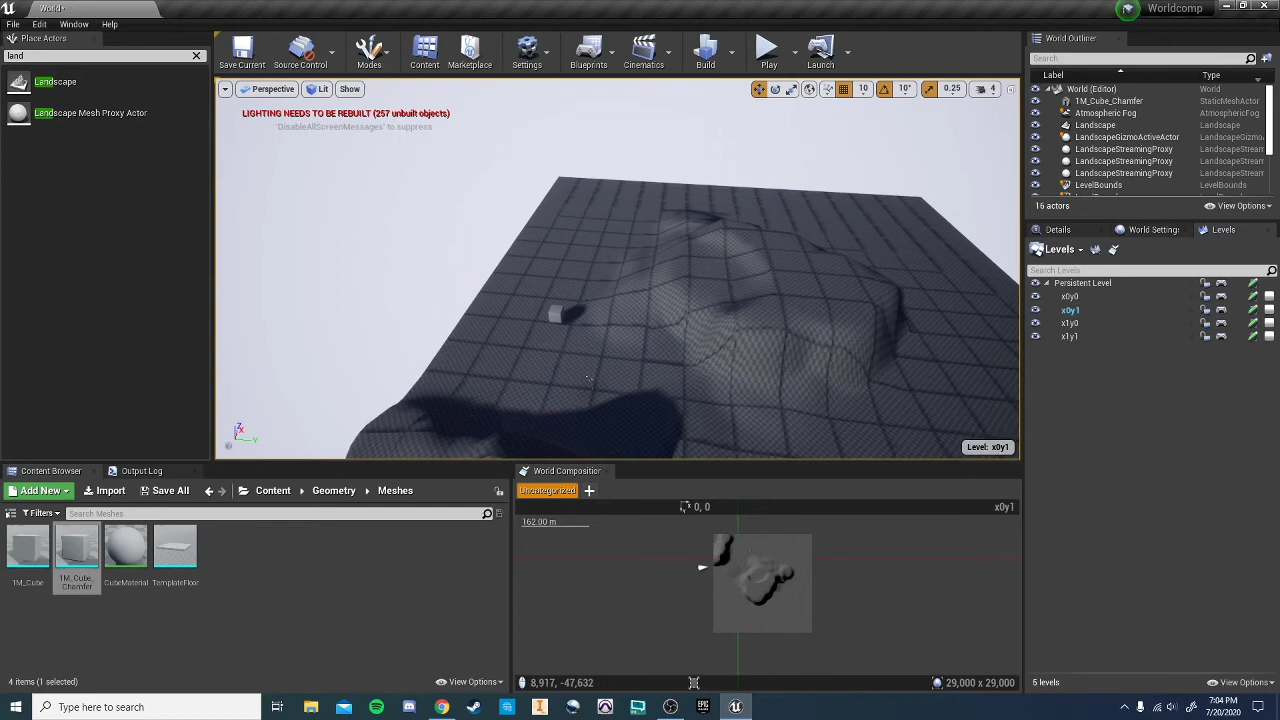 World•
Worldcomp
File Edit Window Help
Place Actors
land
Landscape
Landscape Mesh Proxy Actor
Save Current
Source Control
Modes
Content
Marketplace
Settings
Blueprints
Cinematics
Build
Play
Launch
Perspective
Lit
Show
10
10°
0.25
4
LIGHTING NEEDS TO BE REBUILT (257 unbuilt objects)
'DisableAllScreenMessages' to suppress
Z
X
Y
Level: x0y1
World Outliner
Search
Label Type
World (Editor) World
1M_Cube_Chamfer StaticMeshActor
Atmospheric Fog AtmosphericFog
Landscape Landscape
LandscapeGizmoActiveActor LandscapeGizmo
LandscapeStreamingProxy LandscapeStream
LandscapeStreamingProxy LandscapeStream
LandscapeStreamingProxy LandscapeStream
LevelBounds LevelBounds
16 actors
View Options
Details
World Settings
Levels
Levels
Search Levels
Persistent Level
x0y0
x0y1
x1y0
x1y1
5 levels
View Options
Content Browser
Output Log
Add New
Import
Save All
Content
Geometry
Meshes
Filters
Search Meshes
1M_Cube
1M_Cube_
Chamfer
CubeMaterial
TemplateFloor
4 items (1 selected)
View Options
World Composition
Uncategorized
0, 0
x0y1
162.00 m
8,917, -47,632
29,000 x 29,000
Type here to search
7:04 PM
7/20/2020